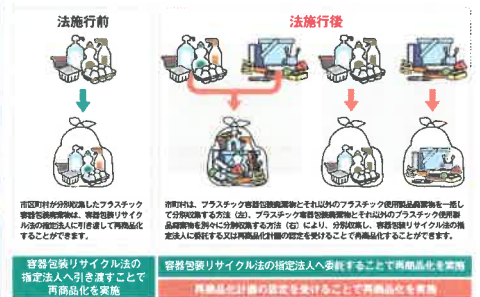 法施行前
法施行後
市区町村が分別収集したプラスチック
容器包装廃棄物は、容器包装リサイク
ル法の指定法人に引き渡して再商品化
することができます。
市町村は、プラスチック容器包装廃棄物とそれ以外のプラスチック使用製品廃棄物を一括し
て分別収集する方法（左）、プラスチック容器包装廃棄物とそれ以外のプラスチック使用製
品廃棄物を別々に分別収集する方法（右）により、分別収集し、容器包装リサイクル法の指
定法人に委託する又は再商品化計画の認定を受けることで再商品化することができます。
容器包装リサイクル法の
指定法人へ引き渡すことで
再商品化を実施
容器包装リサイクル法の指定法人へ委託することで再商品化を実施
再商品化計画の認定を受けることで再商品化を実施